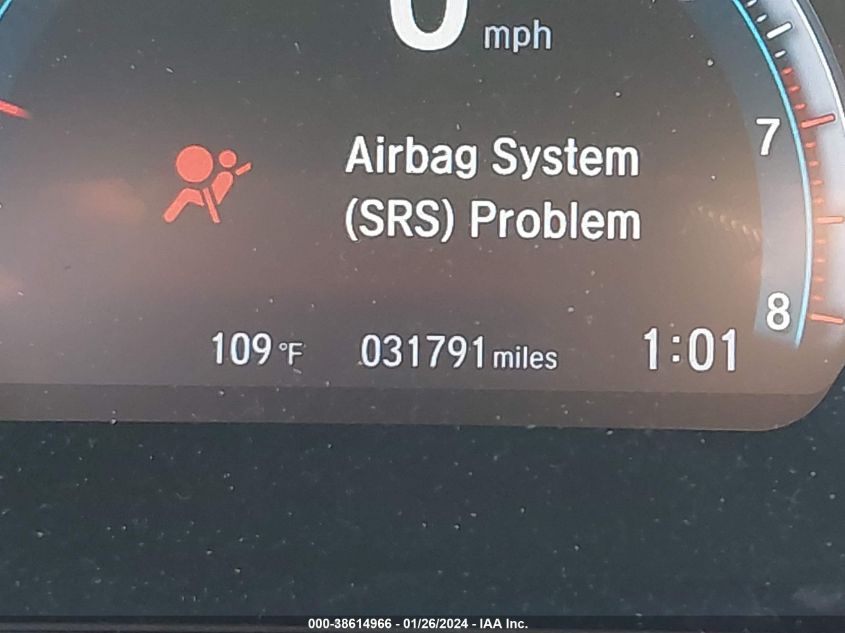 0 mph
7
Airbag System
(SRS) Problem
8
109 °F 031791 miles 1:01
000-38614966 - 01/26/2024 - IAA Inc.